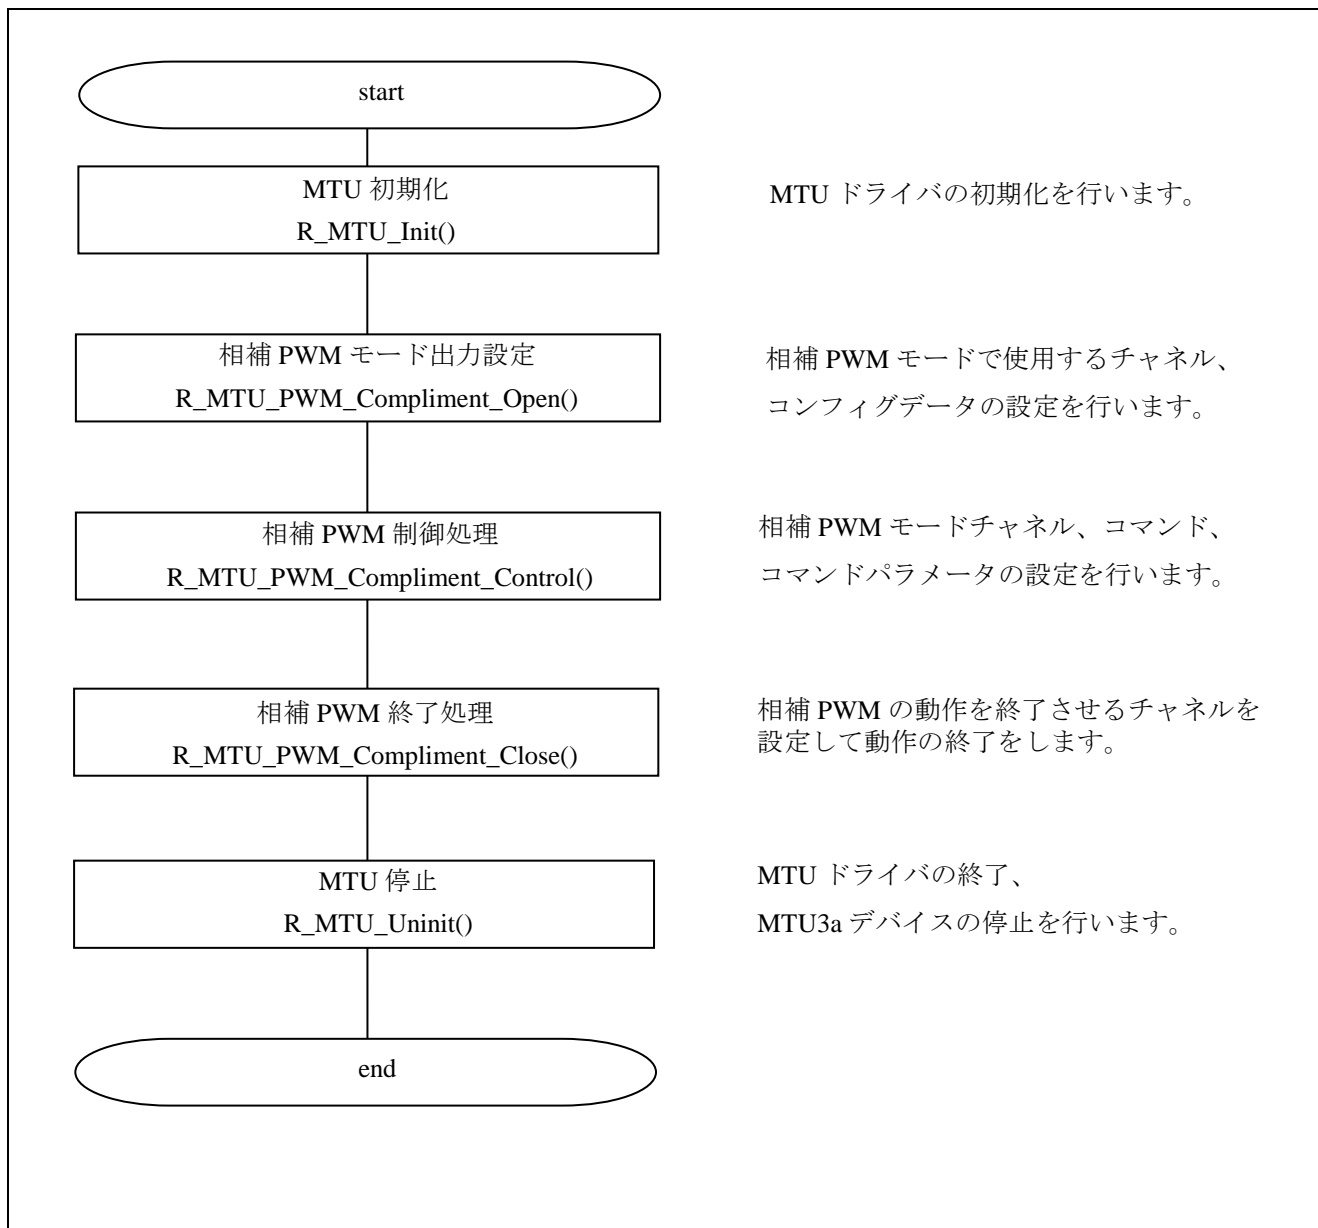 start
MTU 初期化
R_MTU_Init()
MTU ドライバの初期化を行います。
相補 PWM モード出力設定
R_MTU_PWM_Compliment_Open()
相補 PWM モードで使用するチャネル、
コンフィグデータの設定を行います。
相補 PWM 制御処理
R_MTU_PWM_Compliment_Control()
相補 PWM モードチャネル、コマンド、
コマンドパラメータの設定を行います。
相補 PWM 終了処理
R_MTU_PWM_Compliment_Close()
相補 PWM の動作を終了させるチャネルを
設定して動作の終了をします。
MTU 停止
R_MTU_Uninit()
MTU ドライバの終了、
MTU3a デバイスの停止を行います。
end